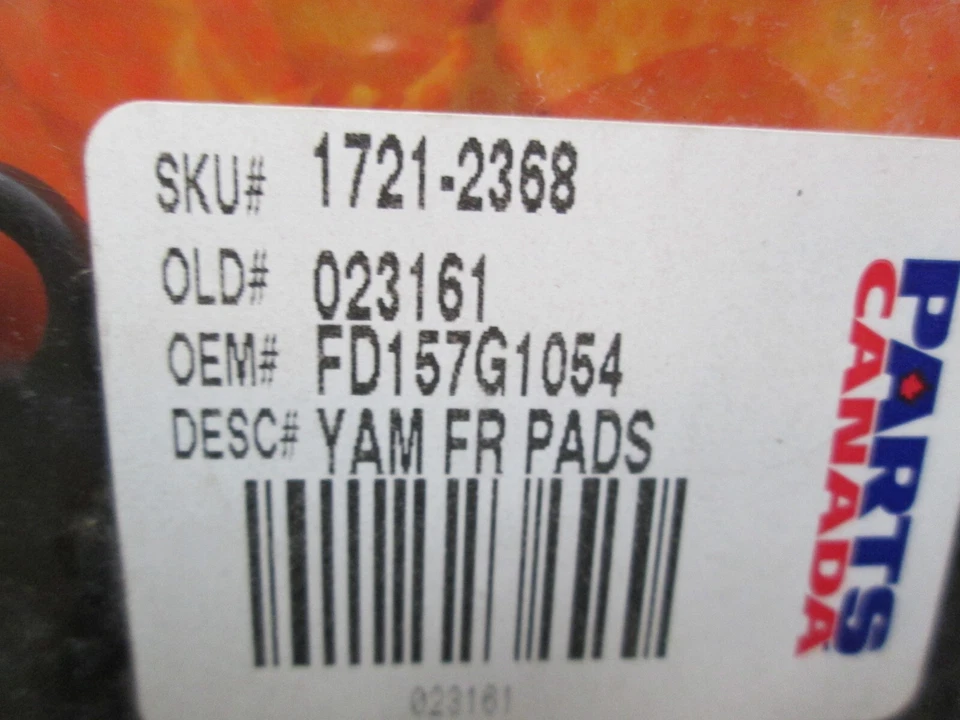 SKU# 1721-2368
OLD# 023161
OEM# FD157G1054
DESC# YAM FR PADS
023161
PARTS
CANADA